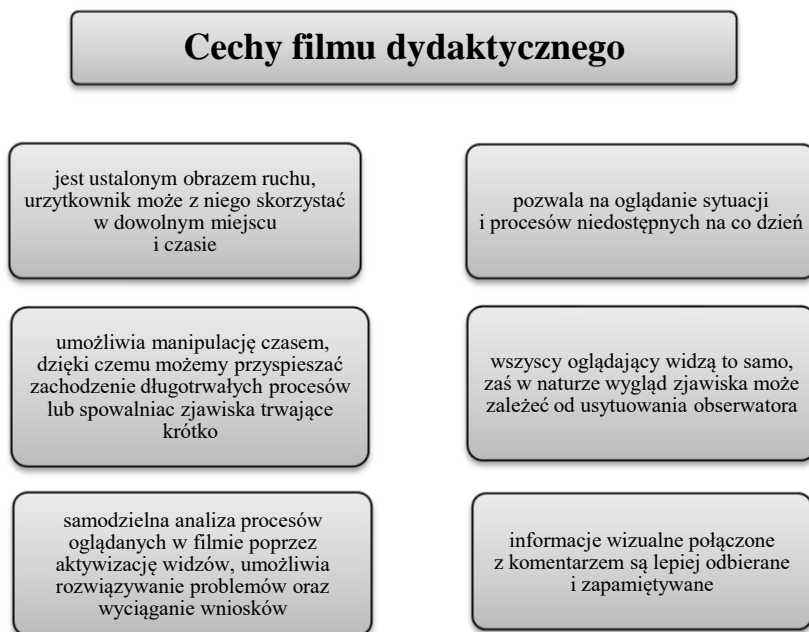 Cechy filmu dydaktycznego
jest ustalonym obrazem ruchu,
urzytkownik może z niego skorzystać
w dowolnym miejscu
i czasie
pozwala na oglądanie sytuacji
i procesów niedostępnych na co dzień
umożliwia manipulację czasem,
dzięki czemu możemy przyspieszać
zachodzenie długotrwałych procesów
lub spowalniac zjawiska trwające
krótko
wszyscy oglądający widzą to samo,
zaś w naturze wygląd zjawiska może
zależeć od usytuowania obserwatora
samodzielna analiza procesów
oglądanych w filmie poprzez
aktywizację widzów, umożliwia
rozwiązywanie problemów oraz
wyciąganie wniosków
informacje wizualne połączone
z komentarzem są lepiej odbierane
i zapamiętywane